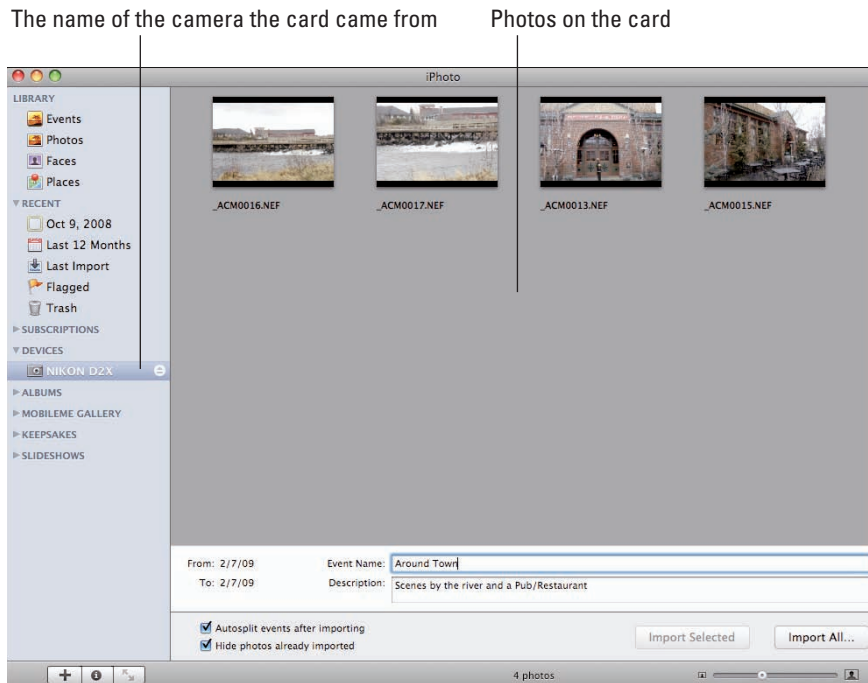 The name of the camera the card came from
Photos on the card
iPhoto
LIBRARY
Events
Photos
Faces
Places
RECENT
Oct 9, 2008
Last 12 Months
Last Import
Flagged
Trash
SUBSCRIPTIONS
DEVICES
NIKON D2X
ALBUMS
MOBILEME GALLERY
KEEPSAKES
SLIDESHOWS
_ACM0016.NEF
_ACM0017.NEF
_ACM0013.NEF
_ACM0015.NEF
From: 2/7/09
Event Name: Around Town
To: 2/7/09
Description: Scenes by the river and a Pub/Restaurant
Autosplit events after importing
Hide photos already imported
Import Selected
Import All...
4 photos